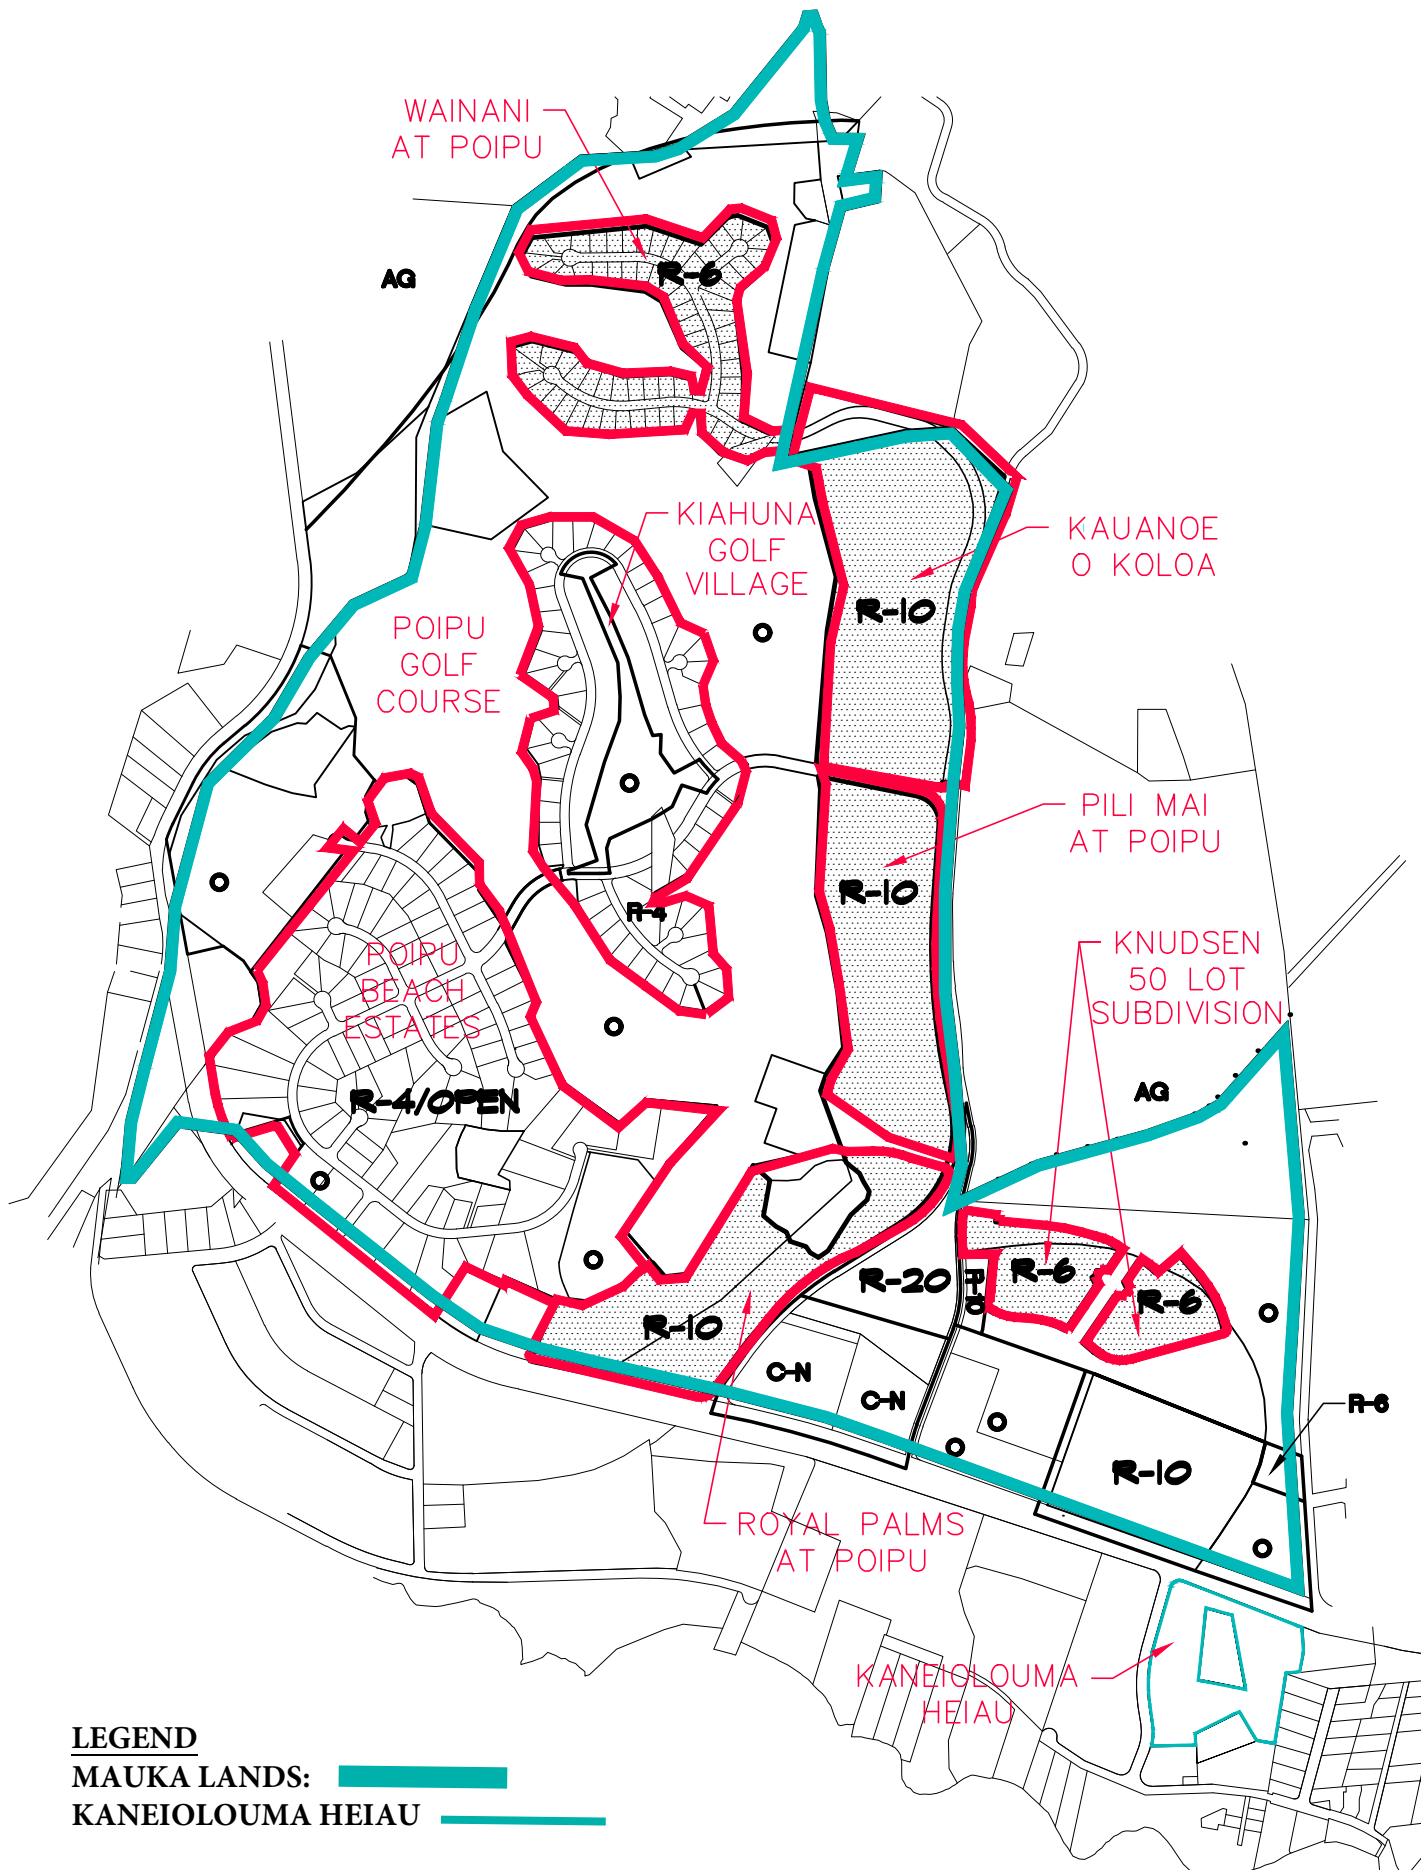 WAINANI
AT POIPU
AG
R-6
KIAHUNA
GOLF
VILLAGE
KAUANOE
O KOLOA
R-10
O
POIPU
GOLF
COURSE
O
PILI MAI
AT POIPU
R-10
O
R-4
KNUDSEN
50 LOT
SUBDIVISION
POIPU
BEACH
ESTATES
O
R-4/OPEN
AG
O
O
R-20
R-10
R-6
R-6
O
R-10
C-N
C-N
O
O
R-6
R-10
O
ROYAL PALMS
AT POIPU
KANEIOLOUMA
HEIAU
LEGEND
MAUKA LANDS:
KANEIOLOUMA HEIAU